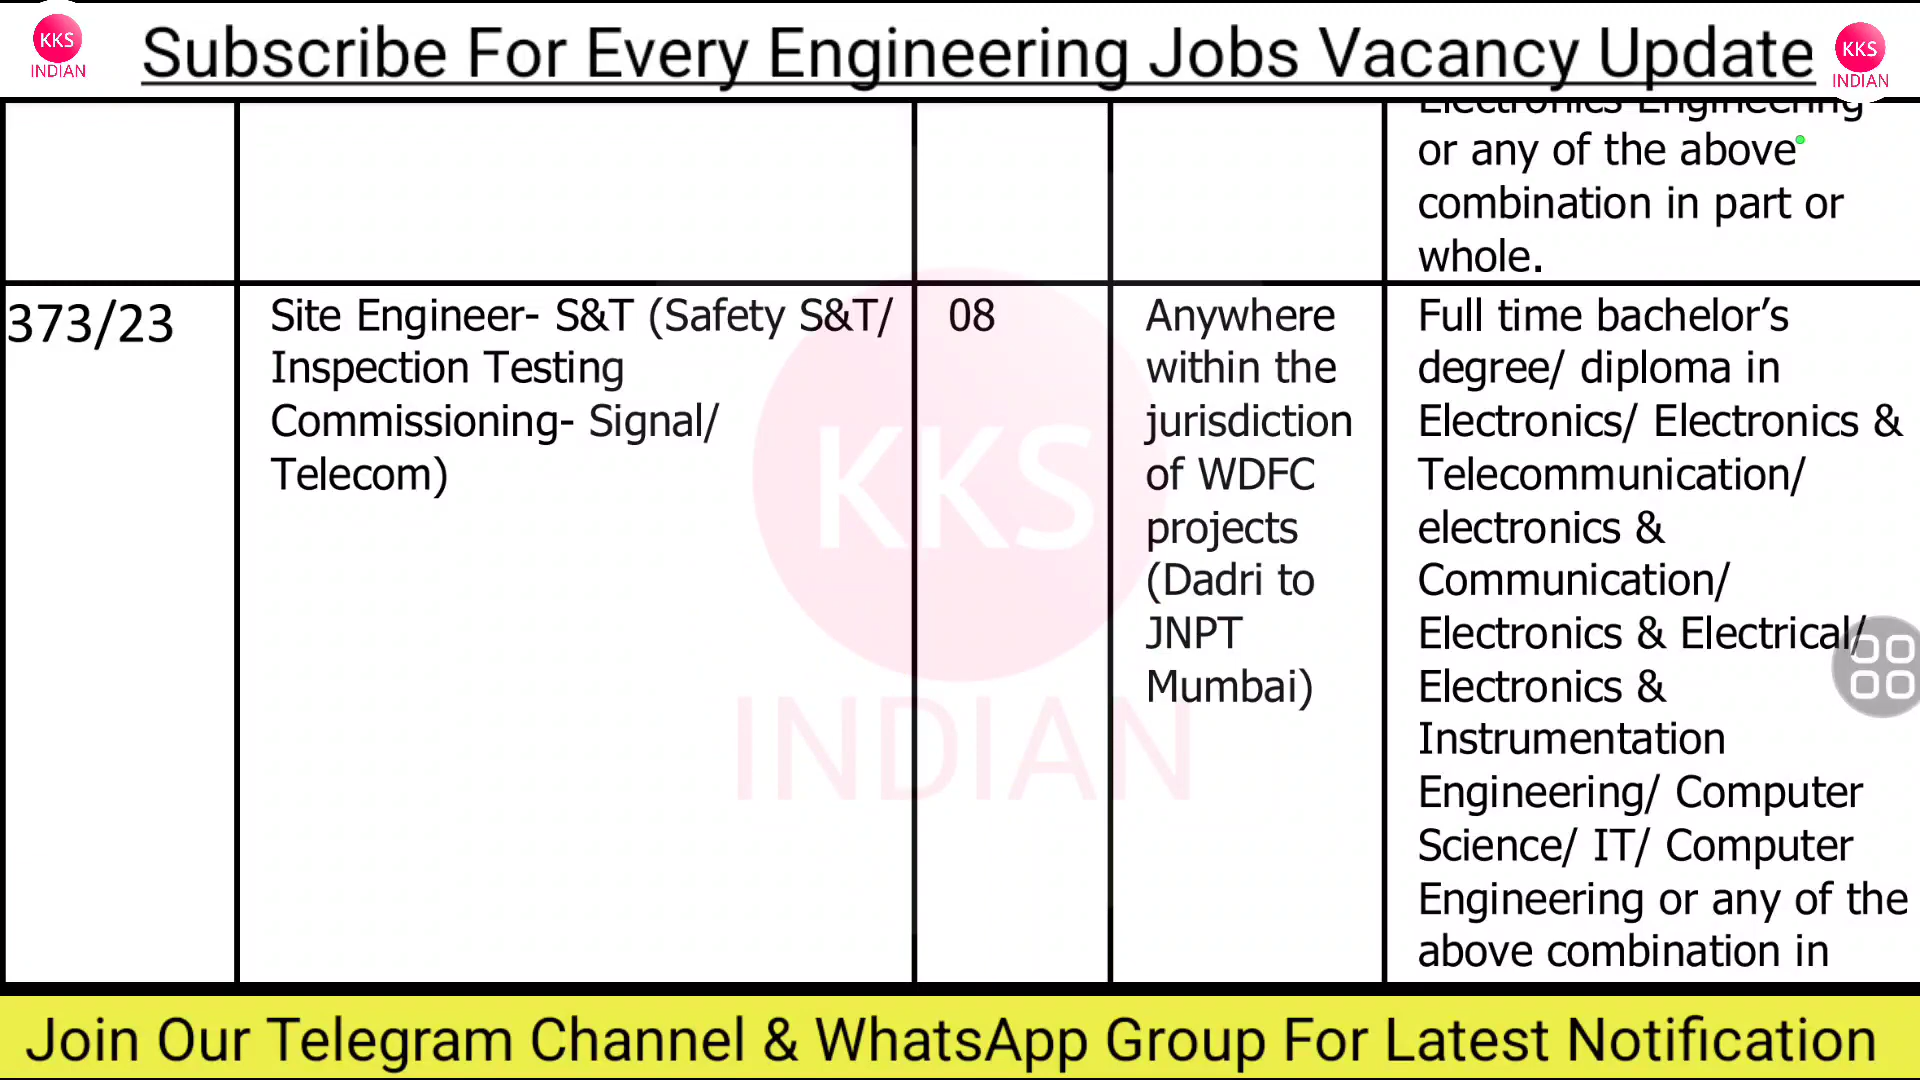 KKS
INDIAN
Subscribe For Every Engineering Jobs Vacancy Update
KKS
INDIAN
Electronics Engineering
or any of the above
combination in part or
whole.
373/23
Site Engineer- S&T (Safety S&T/
Inspection Testing
Commissioning- Signal/
Telecom)
08
Anywhere
within the
jurisdiction
of WDFC
projects
(Dadri to
JNPT
Mumbai)
Full time bachelor’s
degree/ diploma in
Electronics/ Electronics &
Telecommunication/
electronics &
Communication/
Electronics & Electrical/
Electronics &
Instrumentation
Engineering/ Computer
Science/ IT/ Computer
Engineering or any of the
above combination in
KKS
INDIAN
Join Our Telegram Channel & WhatsApp Group For Latest Notification